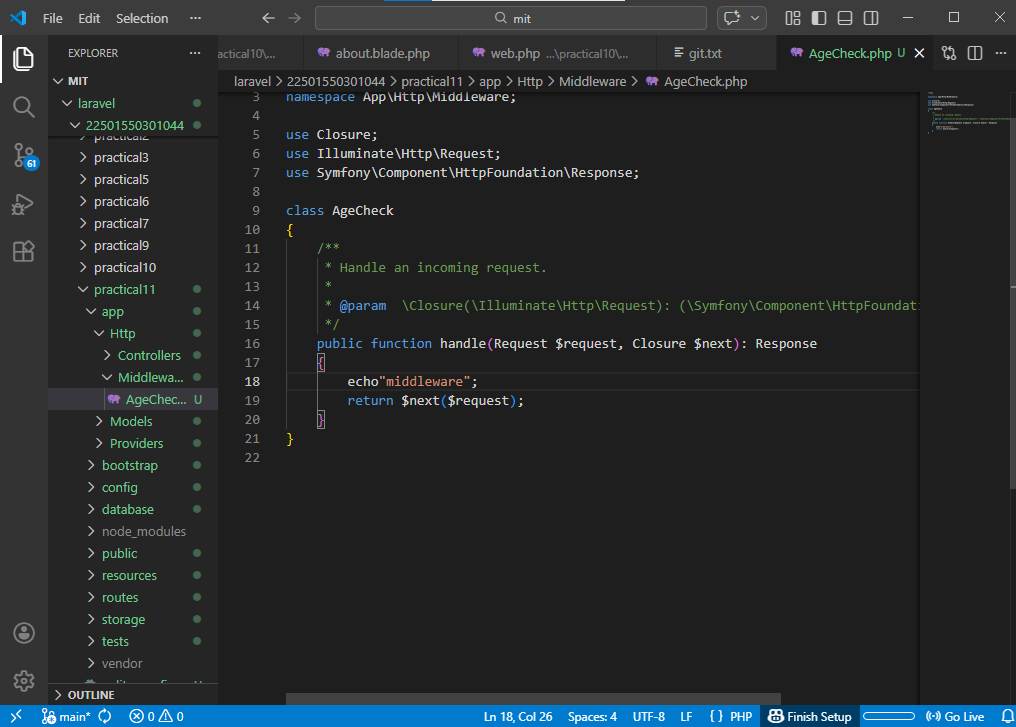 File Edit Selection ··· mit
EXPLORER ···
MIT
laravel
22501550301044
practical2
practical3
practical5
practical6
practical7
practical9
practical10
practical11
app
Http
Controllers
Middlewa...
AgeChec... U
Models
Providers
bootstrap
config
database
node_modules
public
resources
routes
storage
tests
vendor
OUTLINE
61
actical10\... about.blade.php web.php ...\practical10\... git.txt AgeCheck.php U
laravel > 22501550301044 > practical11 > app > Http > Middleware > AgeCheck.php
3 namespace App\Http\Middleware;
4
5 use Closure;
6 use Illuminate\Http\Request;
7 use Symfony\Component\HttpFoundation\Response;
8
9 class AgeCheck
10 {
11 /**
12 * Handle an incoming request.
13 *
14 * @param  \Closure(\Illuminate\Http\Request): (\Symfony\Component\HttpFoundati
15 */
16 public function handle(Request $request, Closure $next): Response
17 {
18 echo"middleware";
19 return $next($request);
20 }
21 }
22
main* 0 0 Ln 18, Col 26 Spaces: 4 UTF-8 LF { } PHP Finish Setup Go Live